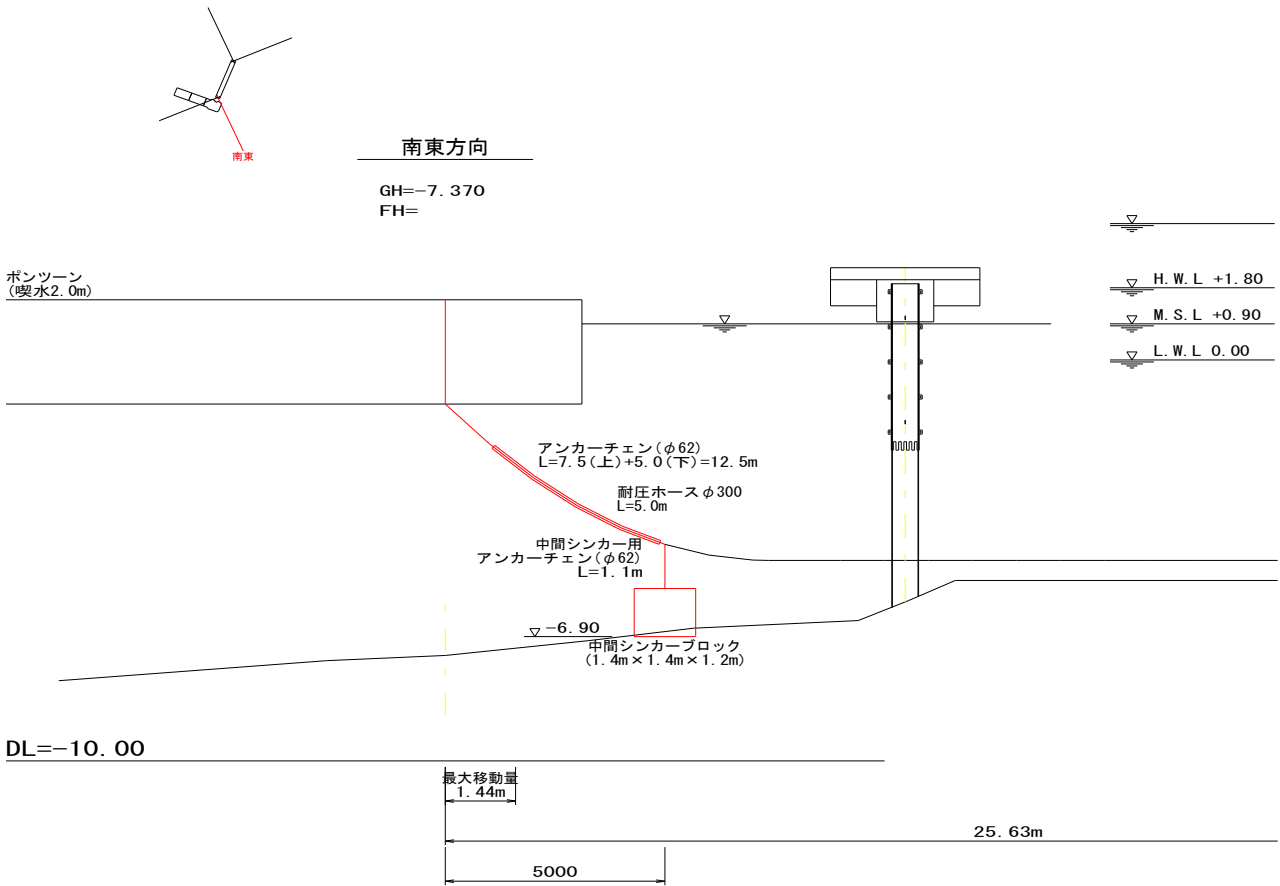 南東
南東方向
GH=-7.370
FH=
ポンツーン
(喫水2.0m)
H.W.L +1.80
M.S.L +0.90
L.W.L 0.00
アンカーチェン(φ62)
L=7.5(上)+5.0(下)=12.5m
耐圧ホースφ300
L=5.0m
中間シンカー用
アンカーチェン(φ62)
L=1.1m
-6.90
中間シンカーブロック
(1.4m×1.4m×1.2m)
DL=-10.00
最大移動量
1.44m
25.63m
5000